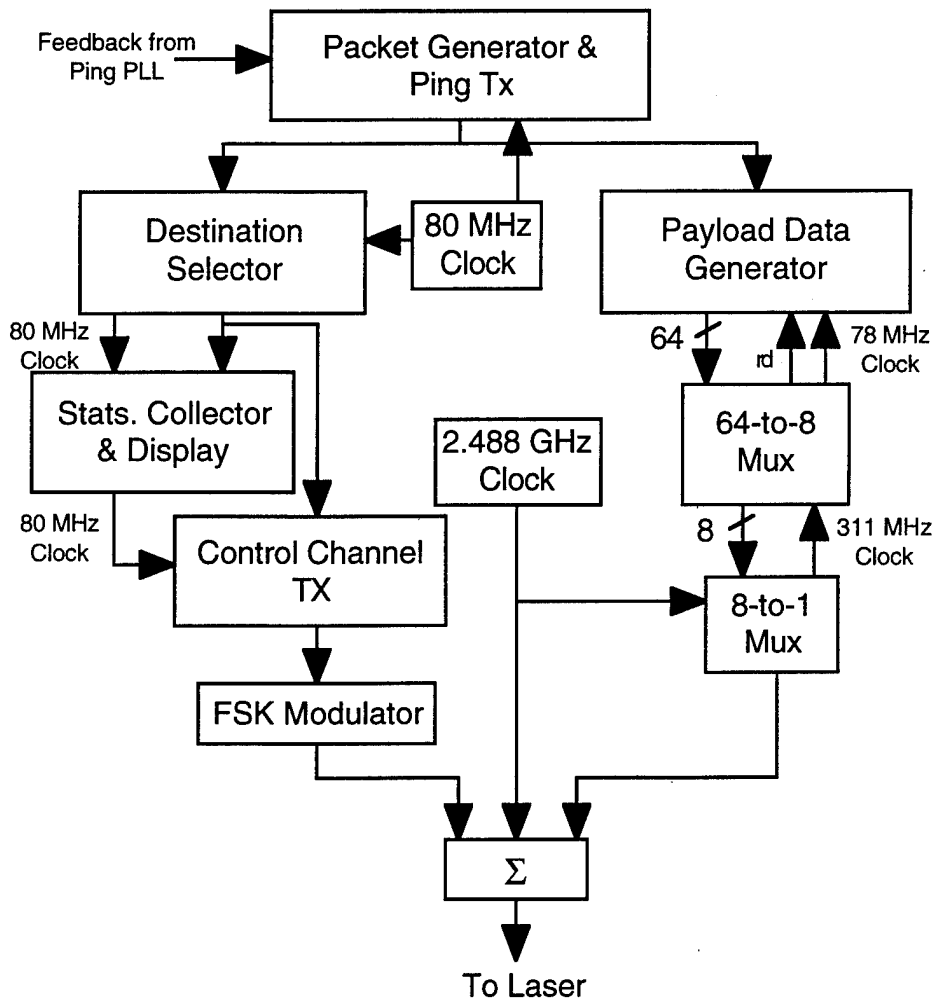 Feedback from
Ping PLL
Packet Generator &
Ping Tx
Destination
Selector
80 MHz
Clock
Payload Data
Generator
80 MHz
Clock
64
rd
78 MHz
Clock
Stats. Collector
& Display
2.488 GHz
Clock
64-to-8
Mux
80 MHz
Clock
8
311 MHz
Clock
Control Channel
TX
8-to-1
Mux
FSK Modulator
Σ
To Laser